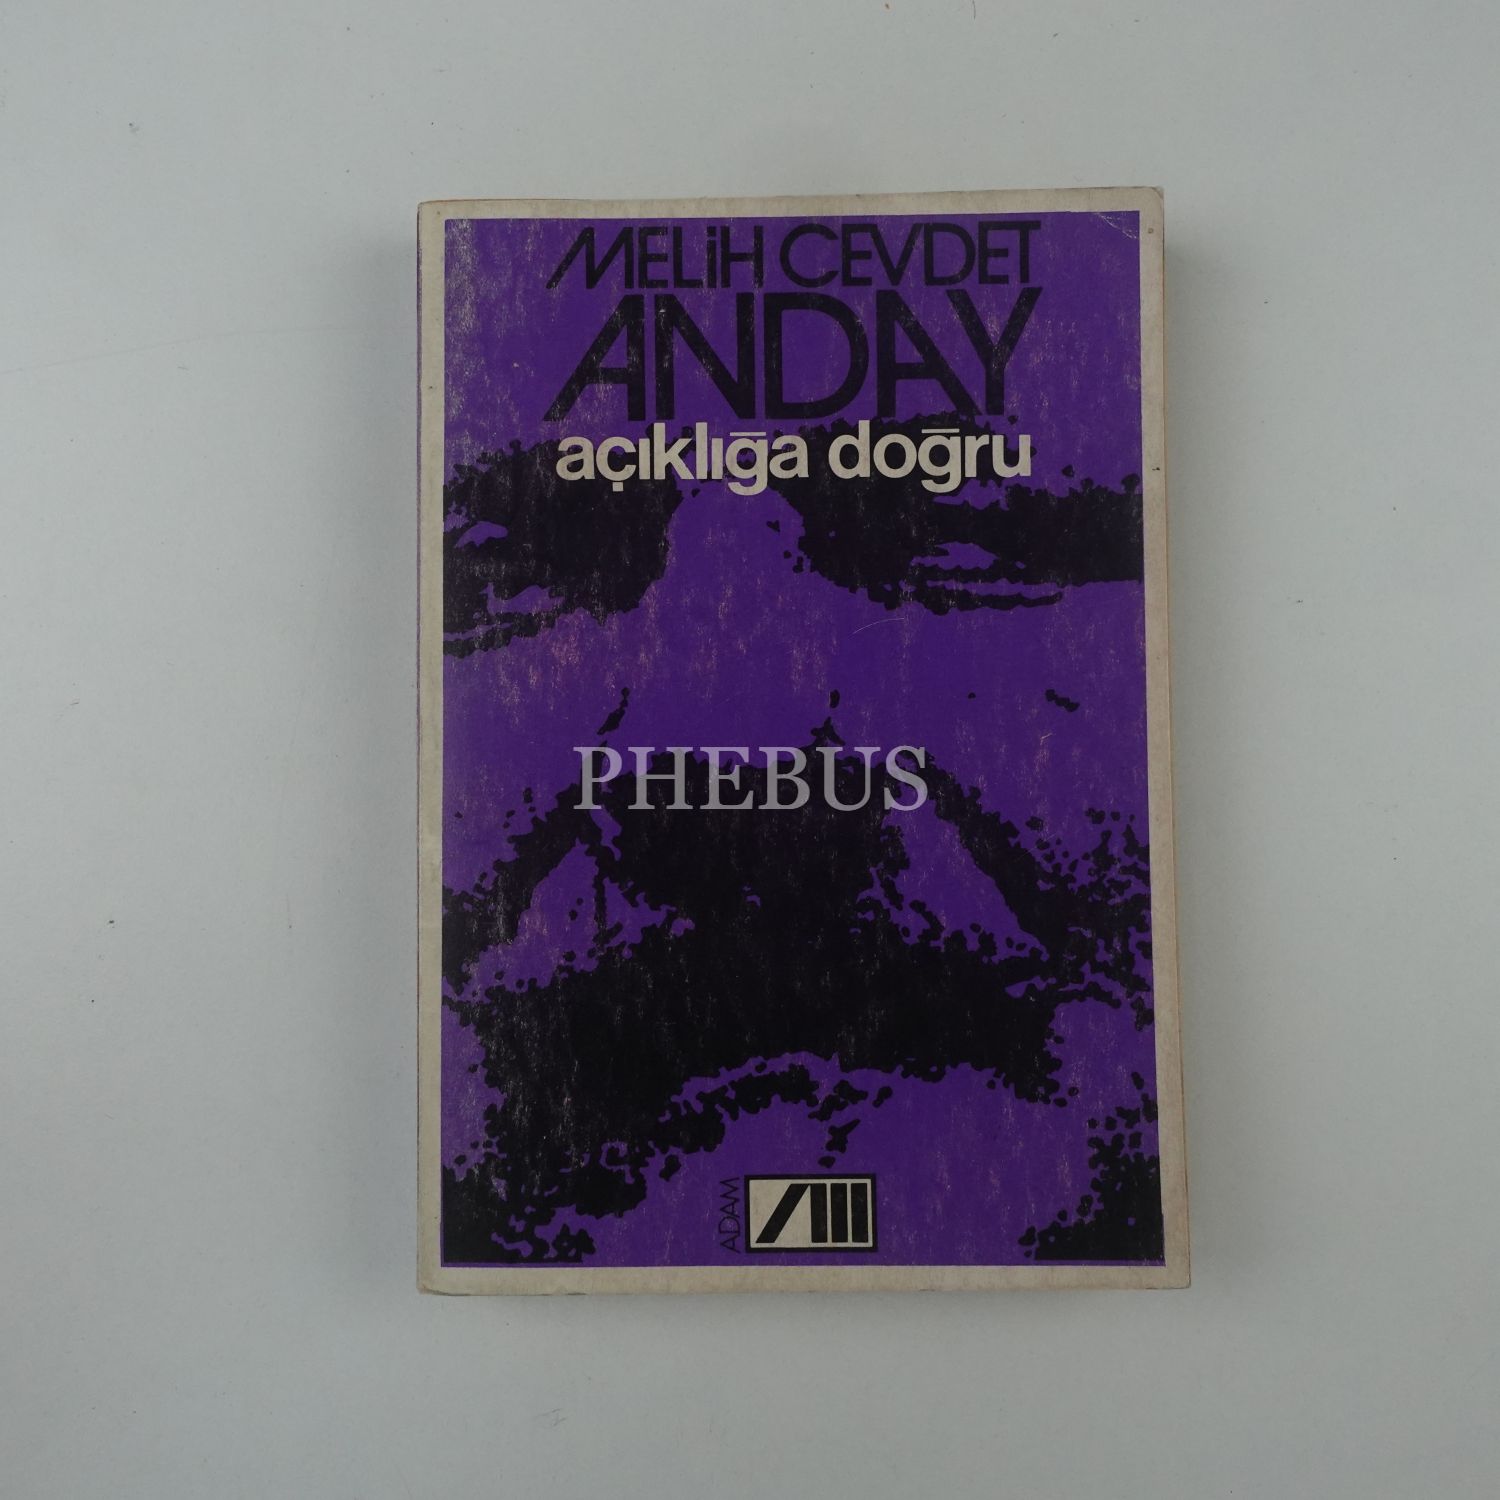 MELİH CEVDET
ANDAY
açıklığa doğru
PHEBUS
ADAM